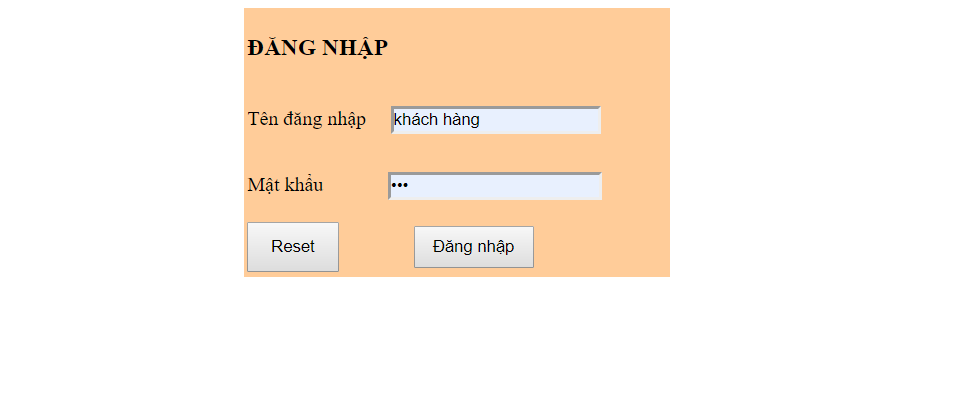 ĐĂNG NHẬP
Tên đăng nhập khách hàng
Mật khẩu •••
Reset Đăng nhập